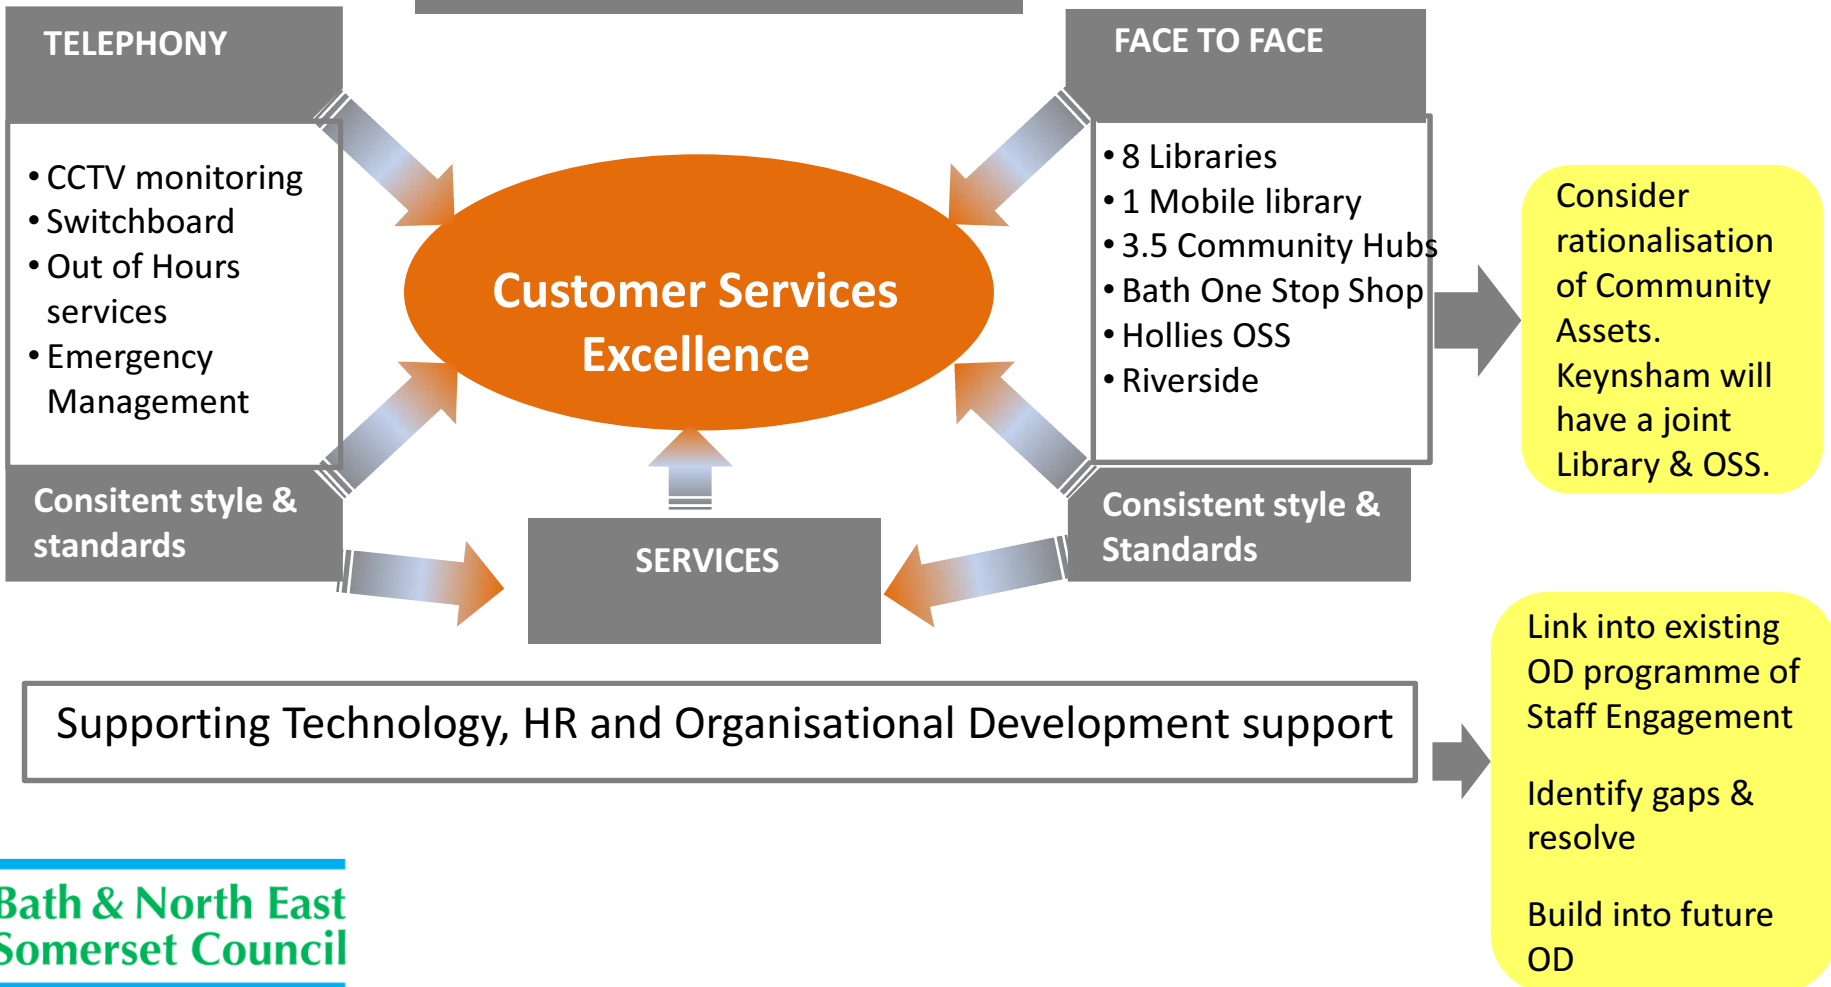 TELEPHONY
• CCTV monitoring
• Switchboard
• Out of Hours
services
• Emergency
Management
Consitent style &
standards
Customer Services
Excellence
SERVICES
FACE TO FACE
• 8 Libraries
• 1 Mobile library
• 3.5 Community Hubs
• Bath One Stop Shop
• Hollies OSS
• Riverside
Consistent style &
Standards
Consider
rationalisation
of Community
Assets.
Keynsham will
have a joint
Library & OSS.
Supporting Technology, HR and Organisational Development support
Link into existing
OD programme of
Staff Engagement
Identify gaps &
resolve
Build into future
OD
Bath & North East
Somerset Council